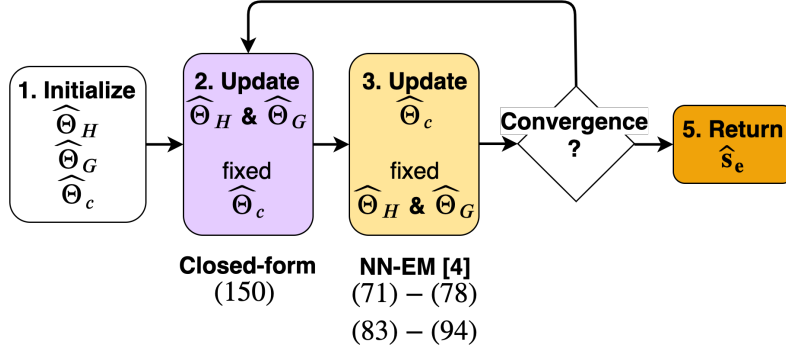 1. Initialize
Θ̂_H
Θ̂_G
Θ̂_c
2. Update
Θ̂_H & Θ̂_G
fixed
Θ̂_c
Closed-form
(150)
3. Update
Θ̂_c
fixed
Θ̂_H & Θ̂_G
NN-EM [4]
(71) − (78)
(83) − (94)
Convergence
?
5. Return
ŝ_e